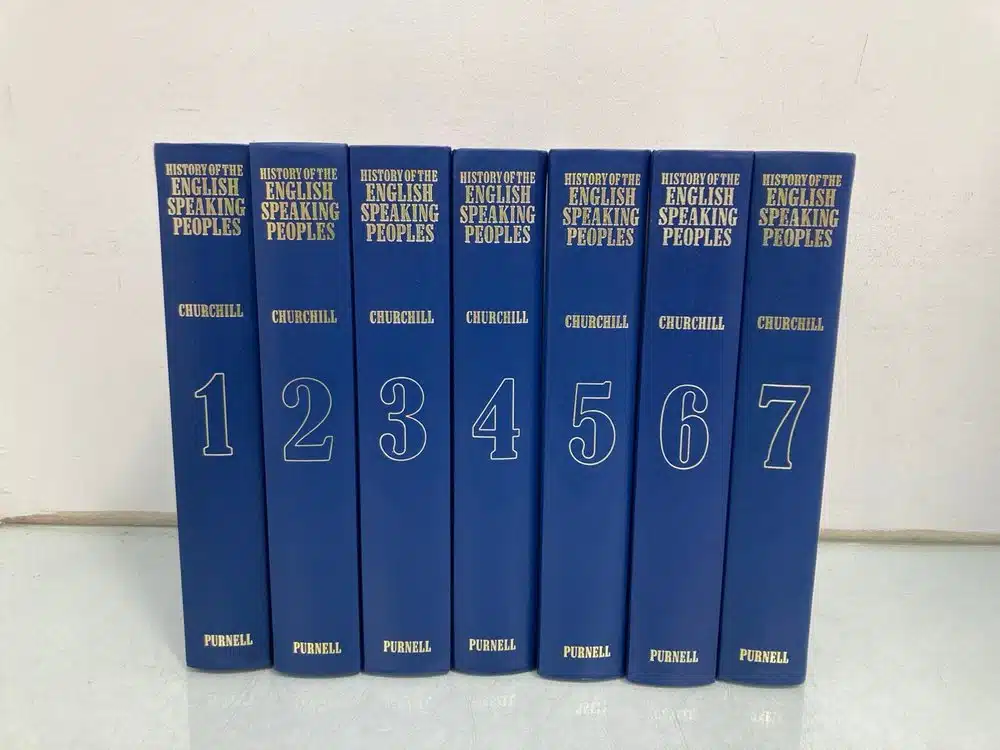 HISTORY OF THE
ENGLISH
SPEAKING
PEOPLES
CHURCHILL
1
PURNELL
HISTORY OF THE
ENGLISH
SPEAKING
PEOPLES
CHURCHILL
2
PURNELL
HISTORY OF THE
ENGLISH
SPEAKING
PEOPLES
CHURCHILL
3
PURNELL
HISTORY OF THE
ENGLISH
SPEAKING
PEOPLES
CHURCHILL
4
PURNELL
HISTORY OF THE
ENGLISH
SPEAKING
PEOPLES
CHURCHILL
5
PURNELL
HISTORY OF THE
ENGLISH
SPEAKING
PEOPLES
CHURCHILL
6
PURNELL
HISTORY OF THE
ENGLISH
SPEAKING
PEOPLES
CHURCHILL
7
PURNELL